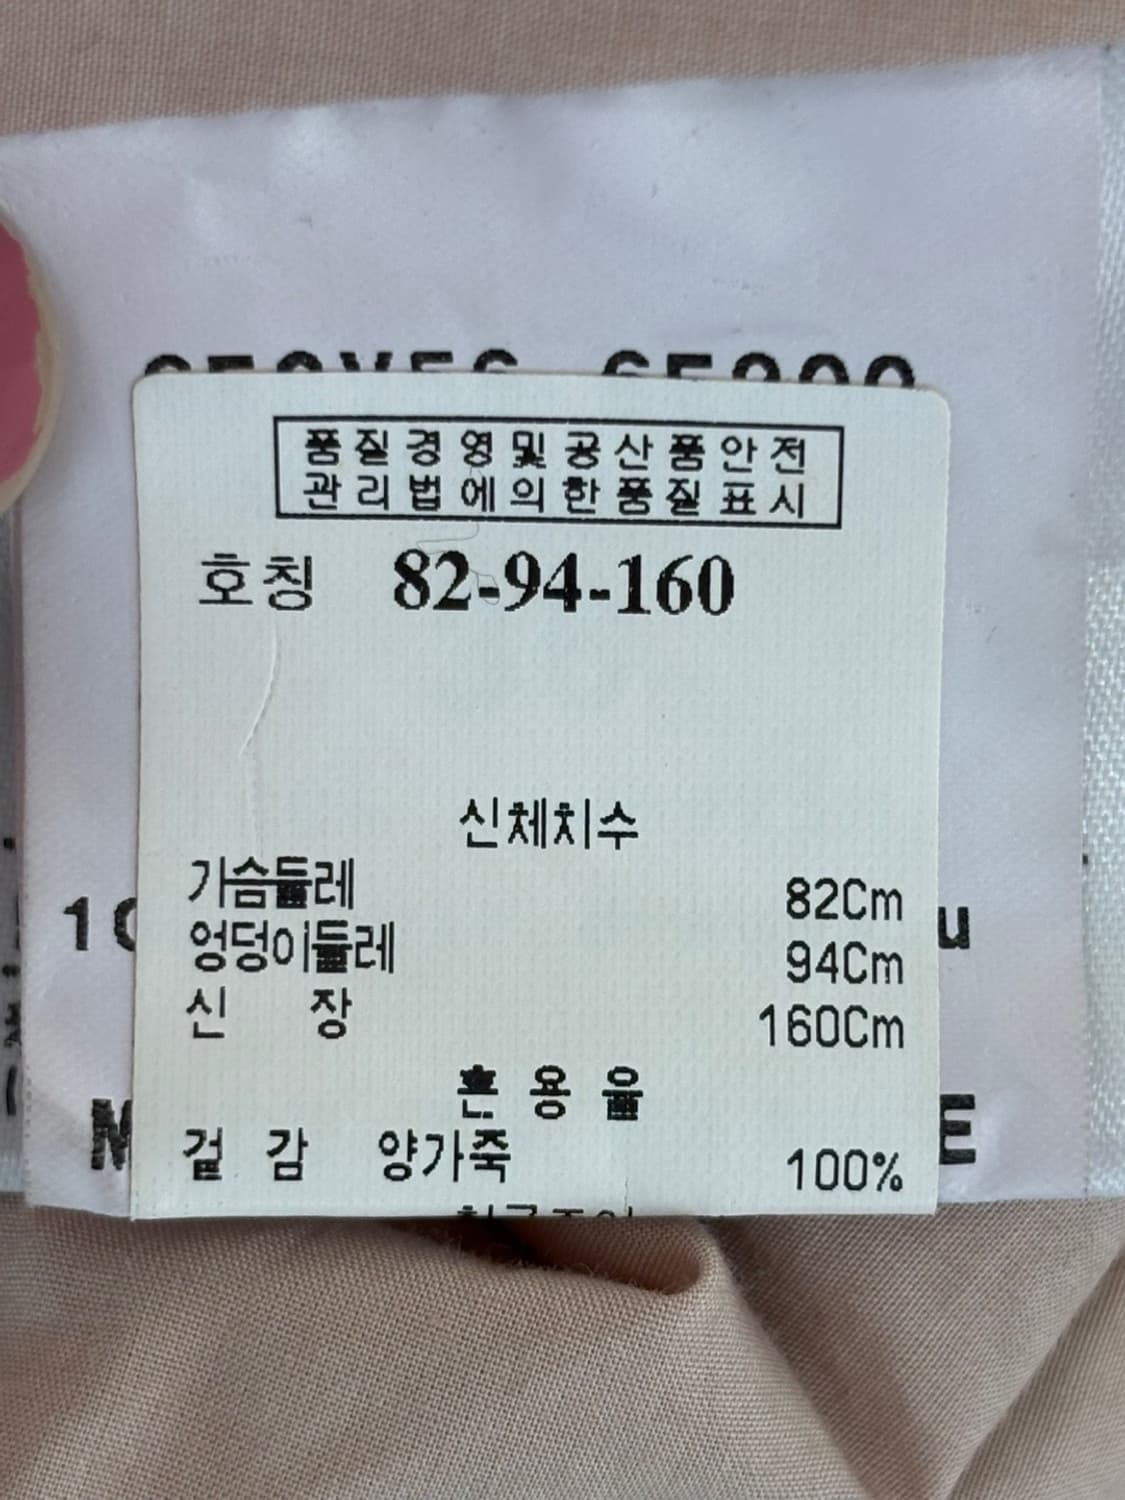 품질경영및공산품안전
관리법에의한품질표시
호칭 82-94-160
신체치수
가슴둘레 82Cm
엉덩이둘레 94Cm
신 장 160Cm
혼 용 율
겉 감 양가죽 100%